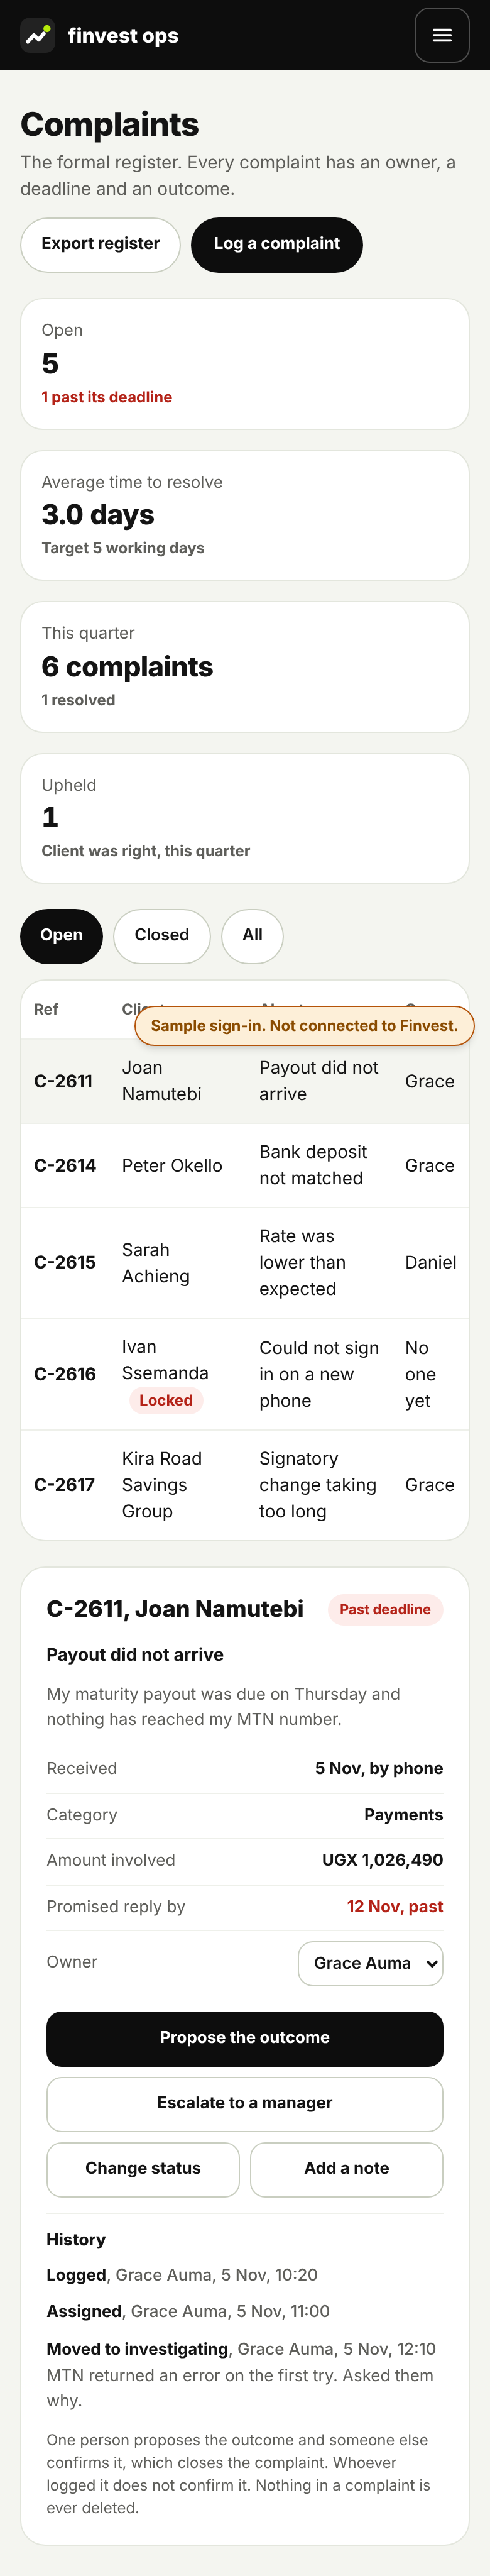 finvest ops
Complaints
The formal register. Every complaint has an owner, a
deadline and an outcome.
Export register
Log a complaint
Open
5
1 past its deadline
Average time to resolve
3.0 days
Target 5 working days
This quarter
6 complaints
1 resolved
Upheld
1
Client was right, this quarter
Open
Closed
All
Ref
Sample sign-in. Not connected to Finvest.
C-2611
Joan
Namutebi
Payout did not
arrive
Grace
C-2614
Peter Okello
Bank deposit
not matched
Grace
C-2615
Sarah
Achieng
Rate was
lower than
expected
Daniel
C-2616
Ivan
Ssemanda
Locked
Could not sign
in on a new
phone
No
one
yet
C-2617
Kira Road
Savings
Group
Signatory
change taking
too long
Grace
C-2611, Joan Namutebi
Past deadline
Payout did not arrive
My maturity payout was due on Thursday and
nothing has reached my MTN number.
Received
5 Nov, by phone
Category
Payments
Amount involved
UGX 1,026,490
Promised reply by
12 Nov, past
Owner
Grace Auma
Propose the outcome
Escalate to a manager
Change status
Add a note
History
Logged, Grace Auma, 5 Nov, 10:20
Assigned, Grace Auma, 5 Nov, 11:00
Moved to investigating, Grace Auma, 5 Nov, 12:10
MTN returned an error on the first try. Asked them
why.
One person proposes the outcome and someone else
confirms it, which closes the complaint. Whoever
logged it does not confirm it. Nothing in a complaint is
ever deleted.